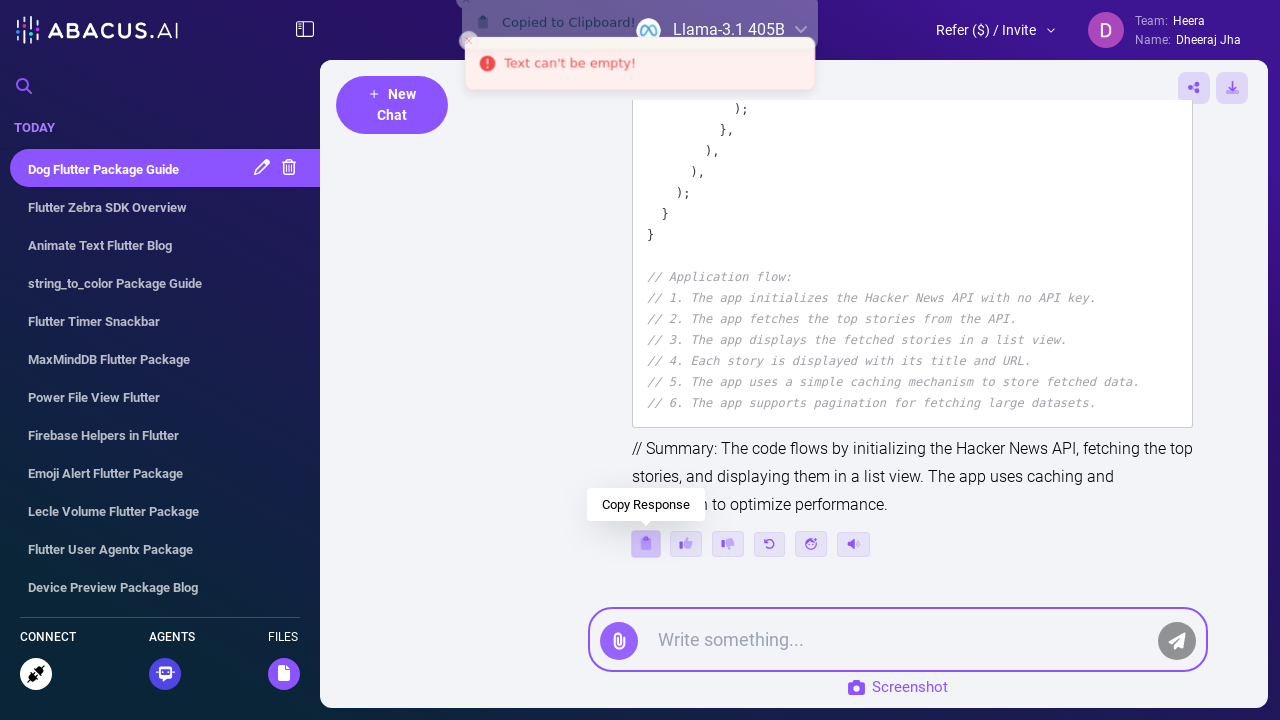 ABACUS.AI
TODAY
Dog Flutter Package Guide
Flutter Zebra SDK Overview
Animate Text Flutter Blog
string_to_color Package Guide
Flutter Timer Snackbar
MaxMindDB Flutter Package
Power File View Flutter
Firebase Helpers in Flutter
Emoji Alert Flutter Package
Lecle Volume Flutter Package
Flutter User Agentx Package
Device Preview Package Blog
CONNECT
AGENTS
FILES
Copied to Clipboard!
Llama-3.1 405B
Text can't be empty!
Refer ($) / Invite
D
Team: Heera
Name: Dheeraj Jha
+ New
Chat
);
},
),
),
);
}
}
// Application flow:
// 1. The app initializes the Hacker News API with no API key.
// 2. The app fetches the top stories from the API.
// 3. The app displays the fetched stories in a list view.
// 4. Each story is displayed with its title and URL.
// 5. The app uses a simple caching mechanism to store fetched data.
// 6. The app supports pagination for fetching large datasets.
// Summary: The code flows by initializing the Hacker News API, fetching the top
stories, and displaying them in a list view. The app uses caching and
to optimize performance.
Copy Response
Write something...
Screenshot